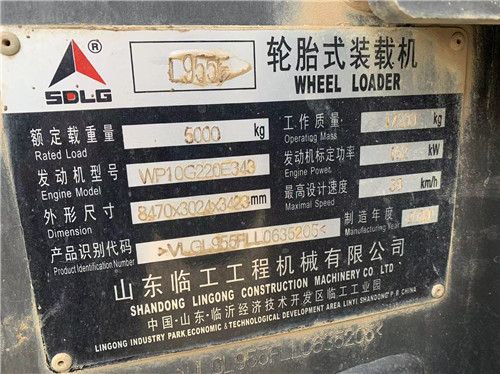 SDLG ®
L955F
轮胎式装载机
WHEEL LOADER
额定载重量 5000 kg
Rated Load
工作质量 kg
Operating Mass
发动机型号 WP10G220E343
Engine Model
发动机标定功率 162 kW
Engine Power
外形尺寸 8470x3024x3423 mm
Dimension
最高设计速度 38 km/h
Maximal Speed
产品识别代码 >VLGL955FLL0635205<
Product Identification Number
制造年度
Manufacturing Year
山东临工工程机械有限公司
SHANDONG LINGONG CONSTRUCTION MACHINERY CO LTD
中国·山东·临沂经济技术开发区临工工业园
LINGONG INDUSTRY PARK.ECONOMIC & TECHNOLOGICAL DEVELOPMENT AREA LINYI SHANDONG P R CHINA